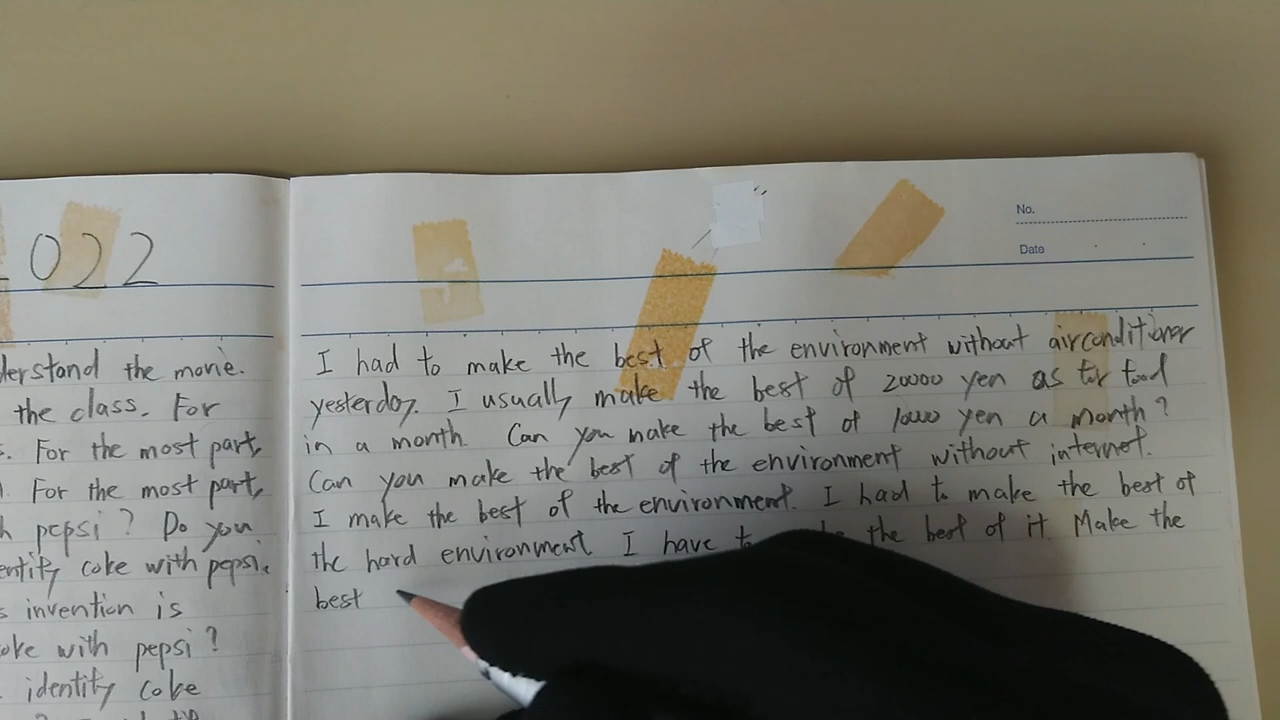 022
derstand the movie.
the class. For
s. For the most part,
. For the most part,
h pepsi? Do you
entify coke with pepsi.
s invention is
oke with pepsi?
. identify coke
No.
Date
I had to make the best of the environment without airconditioner
yesterday. I usually make the best of 20000 yen as for food
in a month. Can you make the best of 1000 yen a month?
Can you make the best of the environment without internet.
I make the best of the environment. I had to make the best of
the hard environment I have to the best of it. Make the
best